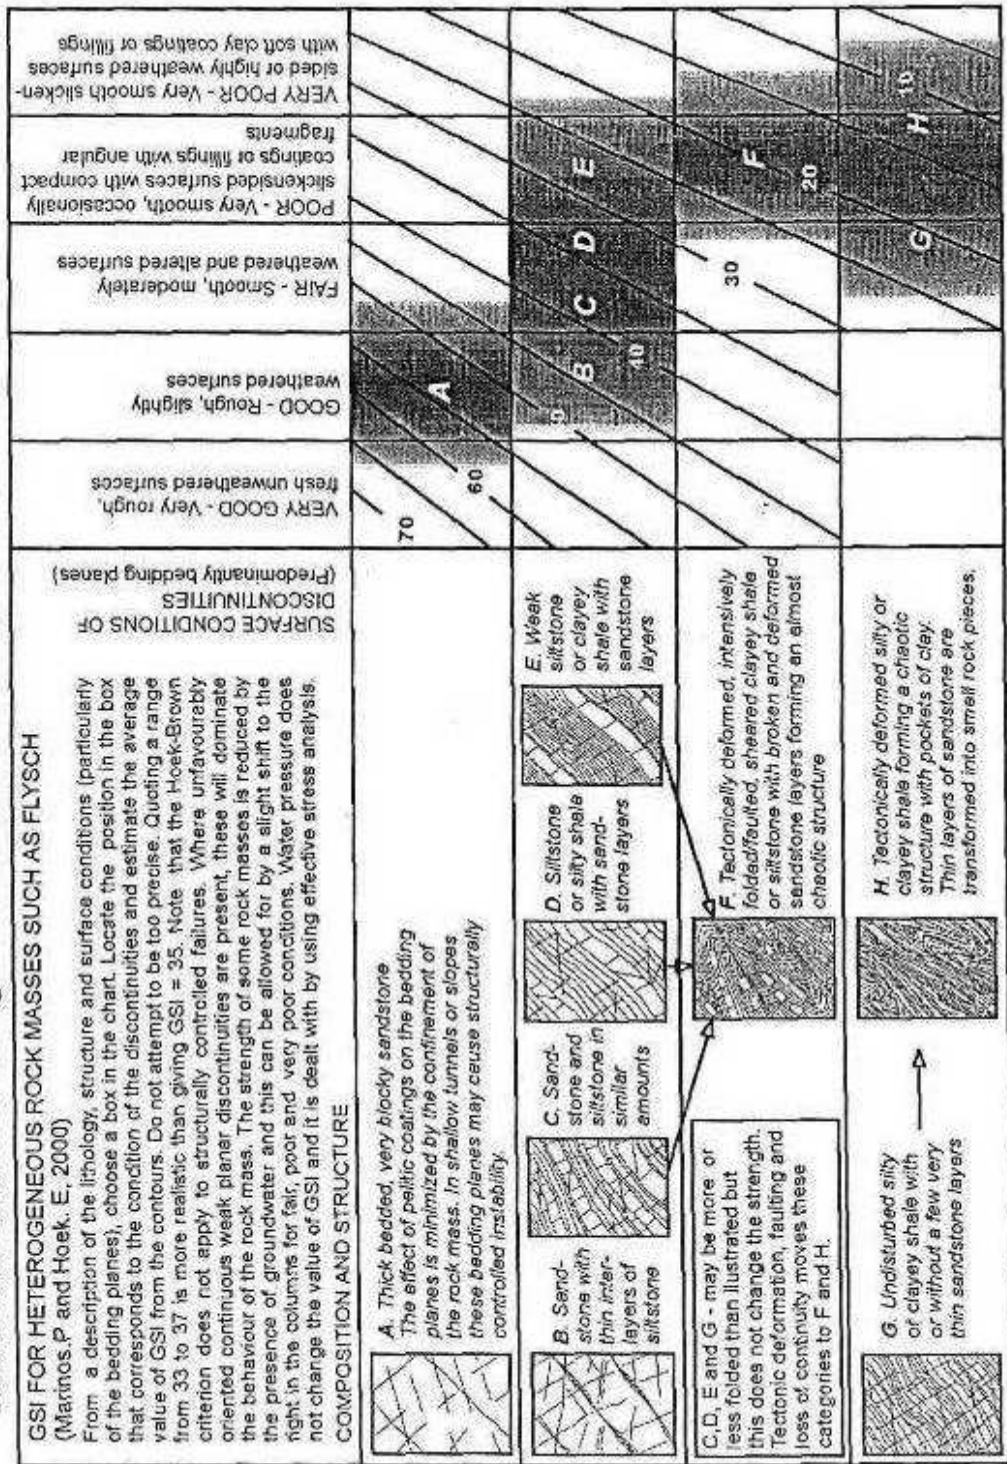 GSI FOR HETEROGENEOUS ROCK MASSES SUCH AS FLYSCH
(Marinos.P and Hoek. E, 2000)
From a description of the lithology, structure and surface conditions (particularly
of the bedding planes), choose a box in the chart. Locate the position in the box
that corresponds to the condition of the discontinuities and estimate the average
value of GSI from the contours. Do not attempt to be too precise. Quoting a range
from 33 to 37 is more realistic than giving GSI = 35. Note that the Hoek-Brown
criterion does not apply to structurally controlled failures. Where unfavourably
oriented continuous weak planar discontinuities are present, these will dominate
the behaviour of the rock mass. The strength of some rock masses is reduced by
the presence of groundwater and this can be allowed for by a slight shift to the
right in the columns for fair, poor and very poor conditions. Water pressure does
not change the value of GSI and it is dealt with by using effective stress analysis.
COMPOSITION AND STRUCTURE
SURFACE CONDITIONS OF
DISCONTINUITIES
(Predominantly bedding planes)
VERY GOOD - Very rough,
fresh unweathered surfaces
GOOD - Rough, slightly
weathered surfaces
FAIR - Smooth, moderately
weathered and altered surfaces
POOR - Very smooth, occasionally
slickensided surfaces with compact
coatings or fillings with angular
fragments
VERY POOR - Very smooth slicken-
sided or highly weathered surfaces
with soft clay coatings or fillings
A. Thick bedded, very blocky sandstone
The effect of pelitic coatings on the bedding
planes is minimized by the confinement of
the rock mass. In shallow tunnels or slopes
these bedding planes may cause structurally
controlled instability.
70
60
A
B. Sand-
stone with
thin inter-
layers of
siltstone
C. Sand-
stone and
siltstone in
similar
amounts
D. Siltstone
or silty shale
with sand-
stone layers
E. Weak
siltstone
or clayey
shale with
sandstone
layers
B
C
D
E
40
C, D, E and G - may be more or
less folded than illustrated but
this does not change the strength.
Tectonic deformation, faulting and
loss of continuity moves these
categories to F and H.
F. Tectonically deformed, intensively
folded/faulted, sheared clayey shale
or siltstone with broken and deformed
sandstone layers forming an almost
chaotic structure
30
F
20
G. Undisturbed silty
or clayey shale with
or without a few very
thin sandstone layers
H. Tectonically deformed silty or
clayey shale forming a chaotic
structure with pockets of clay.
Thin layers of sandstone are
transformed into small rock pieces.
G
H
10